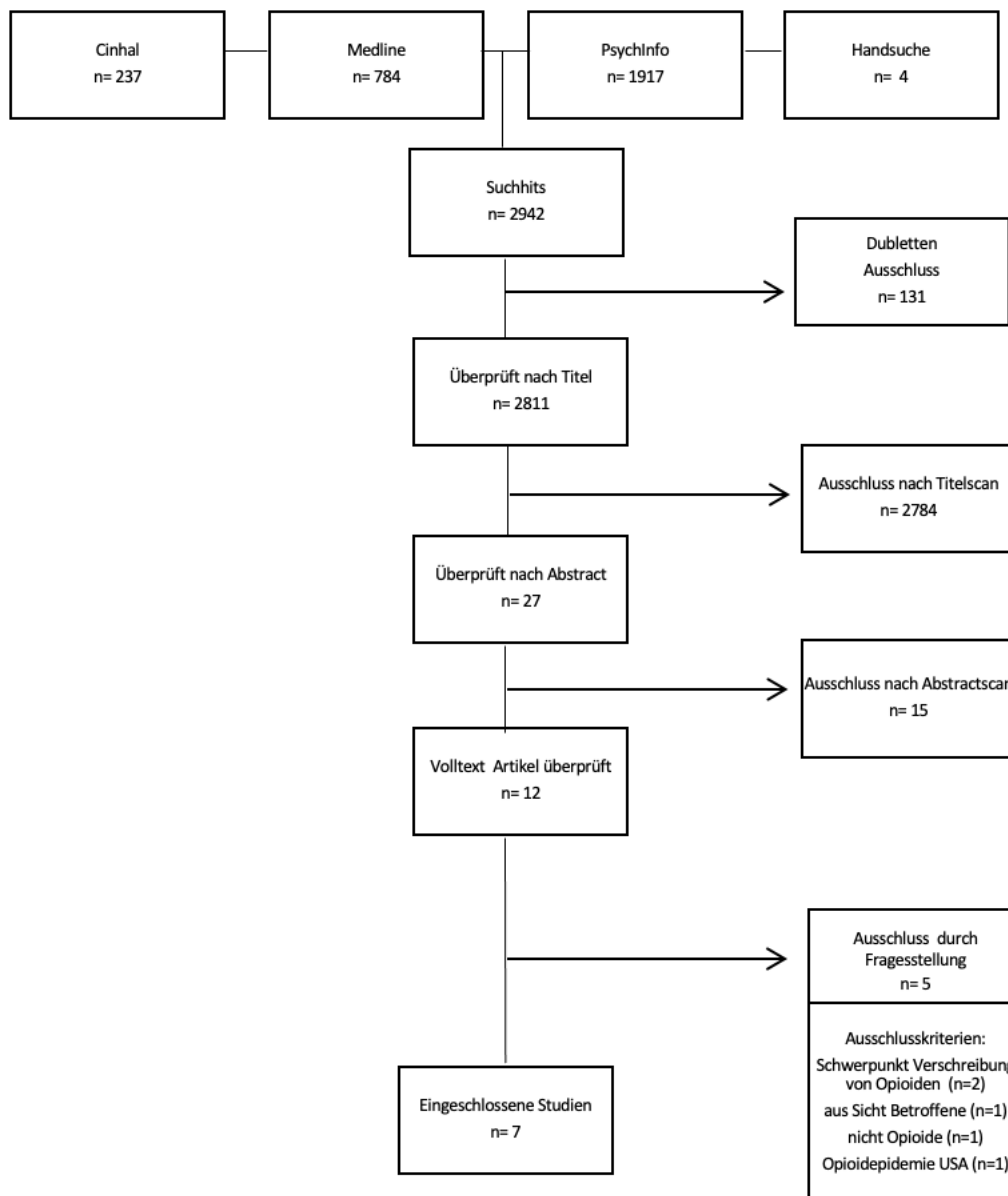 Cinhal
n= 237
Medline
n= 784
PsychInfo
n= 1917
Handsuche
n=  4
Suchhits
n= 2942
Dubletten
Ausschluss
n= 131
Überprüft nach Titel
n= 2811
Ausschluss nach Titelscan
n= 2784
Überprüft nach Abstract
n= 27
Ausschluss nach Abstractscan
n= 15
Volltext  Artikel überprüft
n= 12
Ausschluss  durch
Fragesstellung
n= 5
Ausschlusskriterien:
Schwerpunkt Verschreibung
von Opioiden  (n=2)
aus Sicht Betroffene (n=1)
nicht Opioide (n=1)
Opioidepidemie USA (n=1)
Eingeschlossene Studien
n= 7